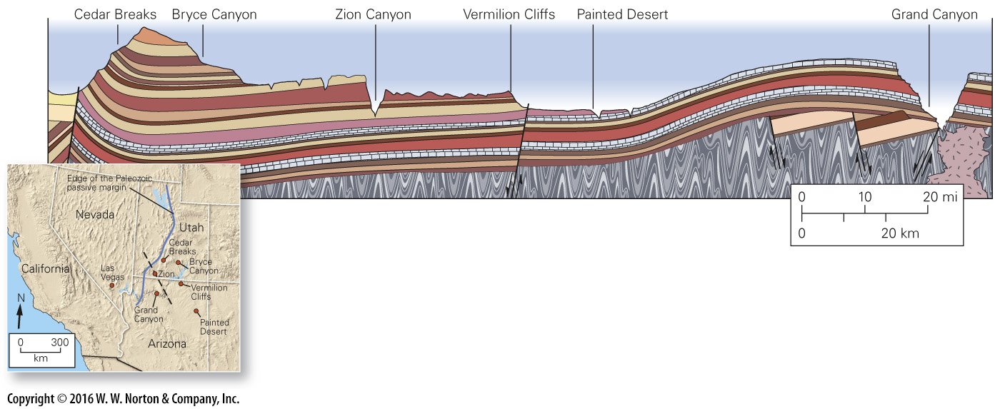 Cedar Breaks
Bryce Canyon
Zion Canyon
Vermilion Cliffs
Painted Desert
Grand Canyon
0
10
20 mi
0
20 km
Edge of the Paleozoic
passive margin
Nevada
Utah
Cedar
Breaks
Bryce
Canyon
California
Las
Vegas
Zion
Vermilion
Cliffs
N
Grand
Canyon
Painted
Desert
Arizona
0
300
km
Copyright © 2016 W. W. Norton & Company, Inc.